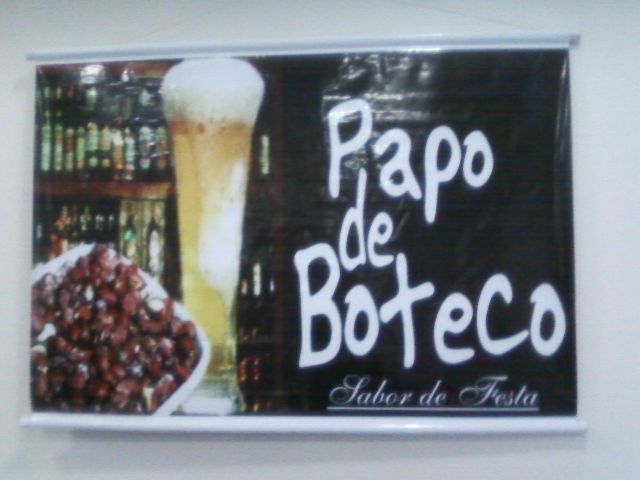 Papo
de
Boteco
Sabor de Festa